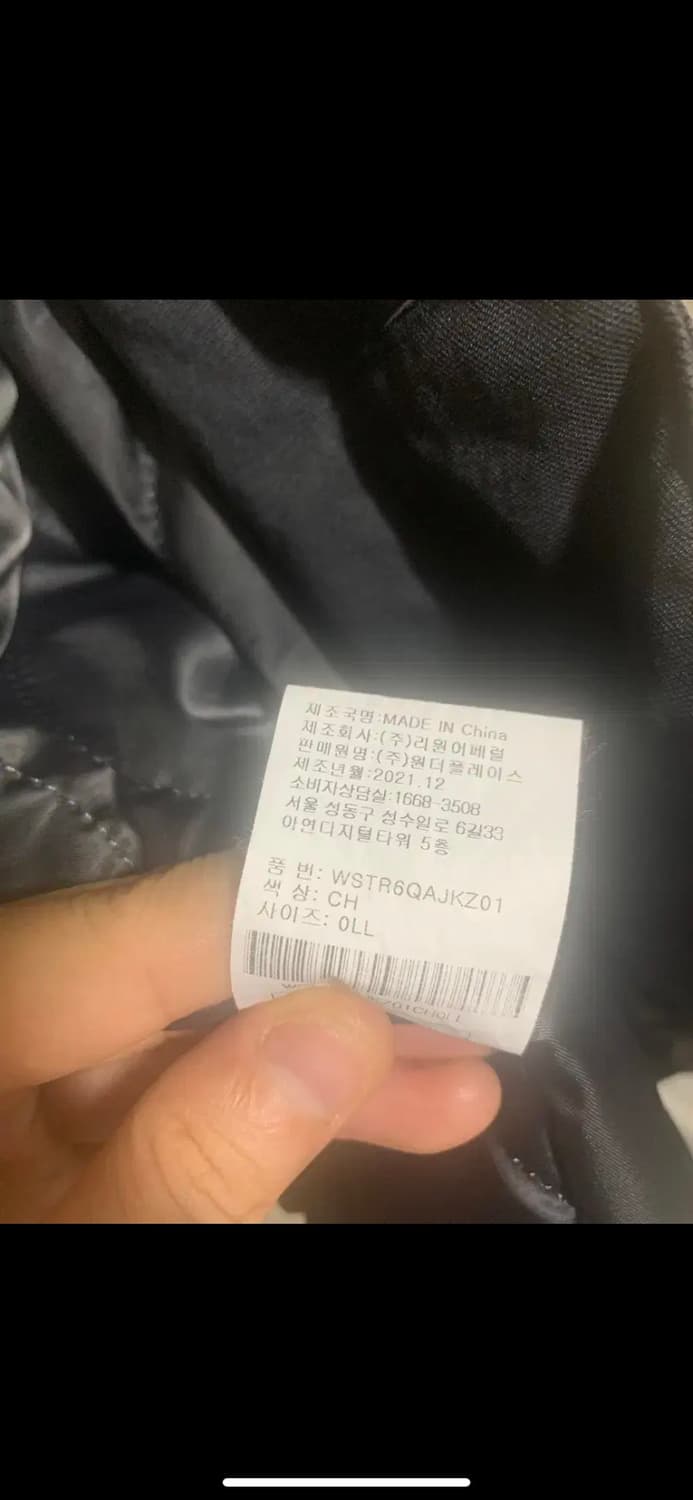 제조국명:MADE IN China
제조회사:(주)리원어페럴
판매원명:(주)원더플레이스
제조년월:2021.12
소비자상담실:1668-3508
서울 성동구 성수일로 6길33
아연디지털타워 5층
품 번: WSTR6QAJKZ01
색 상: CH
사이즈: 0LL